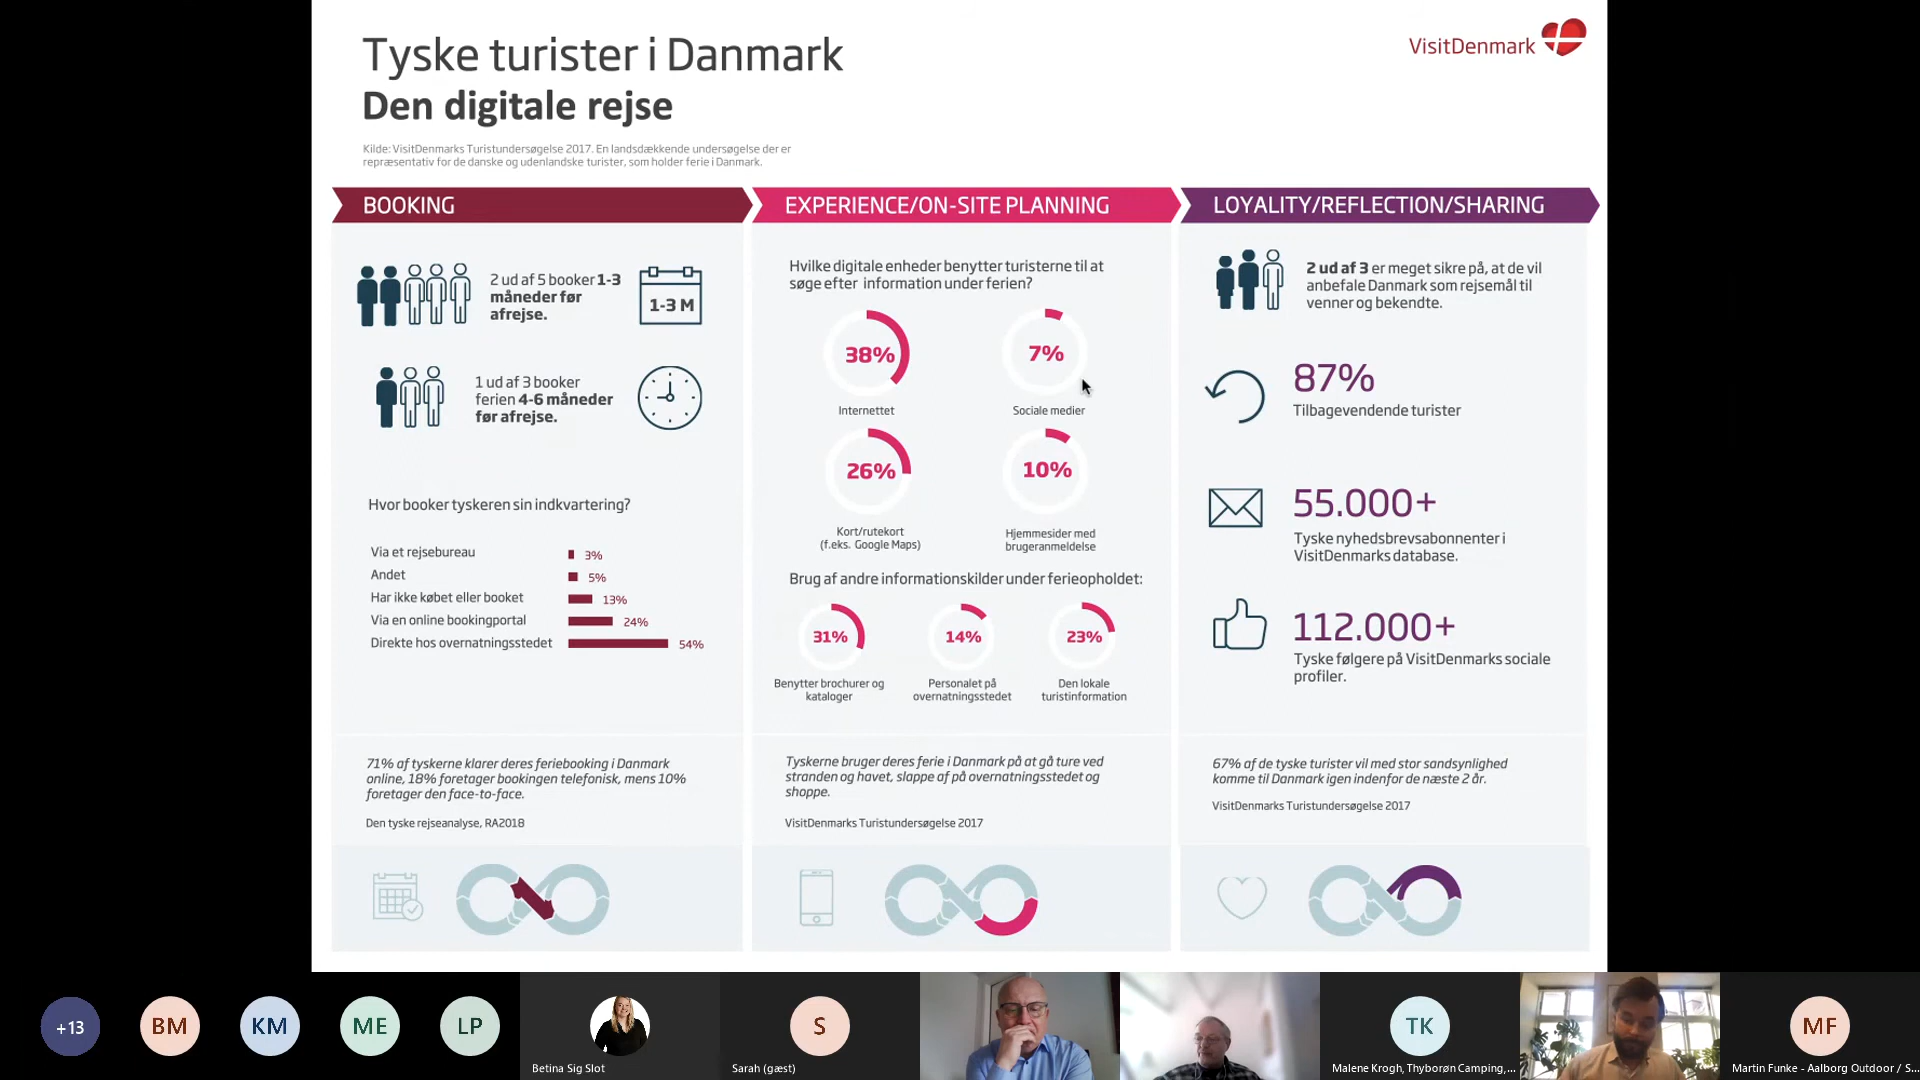 Tyske turister i Danmark
Den digitale rejse
VisitDenmark
Kilde: VisitDenmarks Turistundersøgelse 2017. En landsdækkende undersøgelse der er
repræsentativ for de danske og udenlandske turister, som holder ferie i Danmark.
BOOKING
2 ud af 5 booker 1-3
måneder før
afrejse.
1-3 M
1 ud af 3 booker
ferien 4-6 måneder
før afrejse.
Hvor booker tyskeren sin indkvartering?
Via et rejsebureau 3%
Andet 5%
Har ikke købet eller booket 13%
Via en online bookingportal 24%
Direkte hos overnatningsstedet 54%
71% af tyskerne klarer deres feriebooking i Danmark
online, 18% foretager bookingen telefonisk, mens 10%
foretager den face-to-face.
Den tyske rejseanalyse, RA2018
EXPERIENCE/ON-SITE PLANNING
Hvilke digitale enheder benytter turisterne til at
søge efter information under ferien?
38%
Internettet
7%
Sociale medier
26%
Kort/rutekort
(f.eks. Google Maps)
10%
Hjemmesider med
brugeranmeldelse
Brug af andre informationskilder under ferieopholdet:
31%
Benytter brochurer og
kataloger
14%
Personalet på
overnatningsstedet
23%
Den lokale
turistinformation
Tyskerne bruger deres ferie i Danmark på at gå ture ved
stranden og havet, slappe af på overnatningsstedet og
shoppe.
VisitDenmarks Turistundersøgelse 2017
LOYALITY/REFLECTION/SHARING
2 ud af 3 er meget sikre på, at de vil
anbefale Danmark som rejsemål til
venner og bekendte.
87%
Tilbagevendende turister
55.000+
Tyske nyhedsbrevsabonnenter i
VisitDenmarks database.
112.000+
Tyske følgere på VisitDenmarks sociale
profiler.
67% af de tyske turister vil med stor sandsynlighed
komme til Danmark igen indenfor de næste 2 år.
VisitDenmarks Turistundersøgelse 2017
+13
BM
KM
ME
LP
Betina Sig Slot
S
Sarah (gæst)
TK
Malene Krogh, Thyborøn Camping,...
MF
Martin Funke - Aalborg Outdoor / S...